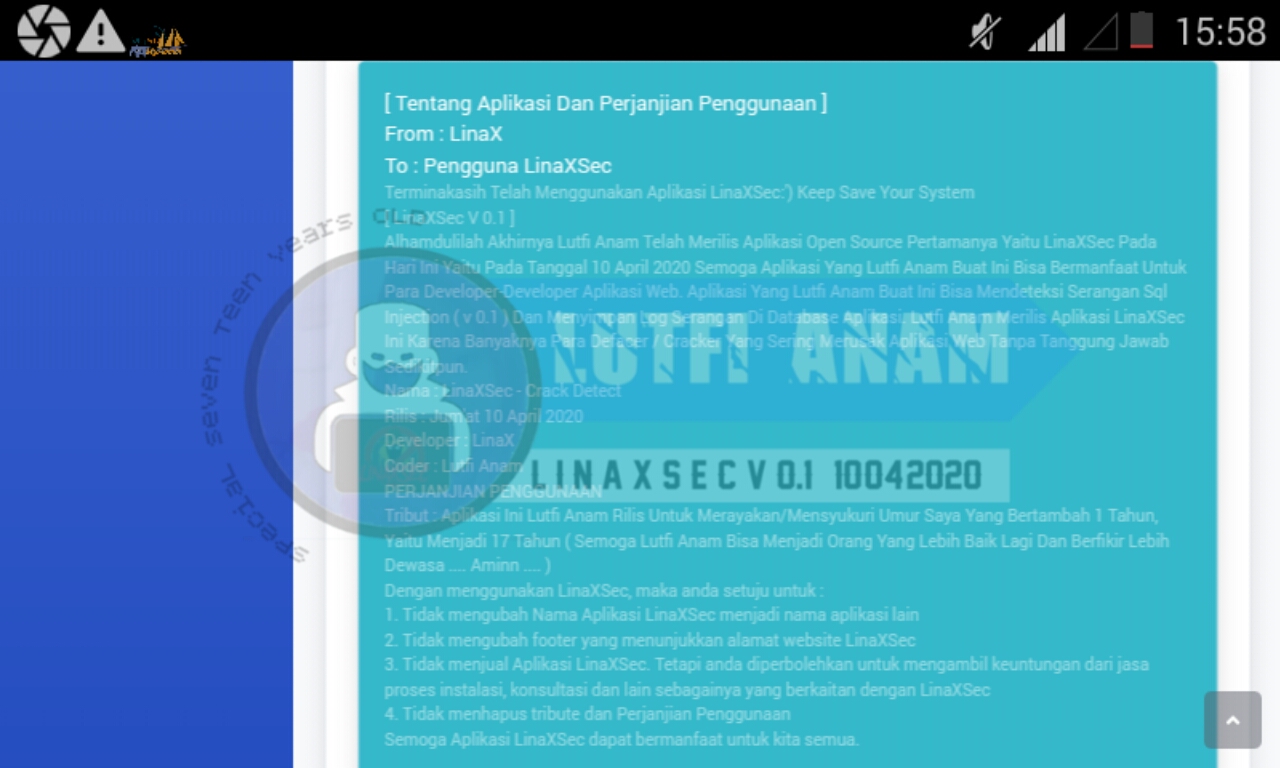 15:58
[ Tentang Aplikasi Dan Perjanjian Penggunaan ]
From : LinaX
To : Pengguna LinaXSec
Terminakasih Telah Menggunakan Aplikasi LinaXSec:') Keep Save Your System
[ LinaXSec V 0.1 ]
Alhamdulilah Akhirnya Lutfi Anam Telah Merilis Aplikasi Open Source Pertamanya Yaitu LinaXSec Pada
Hari Ini Yaitu Pada Tanggal 10 April 2020 Semoga Aplikasi Yang Lutfi Anam Buat Ini Bisa Bermanfaat Untuk
Para Developer-Developer Aplikasi Web. Aplikasi Yang Lutfi Anam Buat Ini Bisa Mendeteksi Serangan Sql
Injection ( v 0.1 ) Dan Menyimpan Log Serangan Di Database Aplikasi, Lutfi Anam Merilis Aplikasi LinaXSec
Ini Karena Banyaknya Para Defacer / Cracker Yang Sering Merusak Aplikasi Web Tanpa Tanggung Jawab
Sedikitpun.
Nama : LinaXSec - Crack Detect
Rilis : Jum'at 10 April 2020
Developer : LinaX
Coder : Lutfi Anam
PERJANJIAN PENGGUNAAN
Tribut : Aplikasi Ini Lutfi Anam Rilis Untuk Merayakan/Mensyukuri Umur Saya Yang Bertambah 1 Tahun,
Yaitu Menjadi 17 Tahun ( Semoga Lutfi Anam Bisa Menjadi Orang Yang Lebih Baik Lagi Dan Berfikir Lebih
Dewasa .... Aminn .... )
Dengan menggunakan LinaXSec, maka anda setuju untuk :
1. Tidak mengubah Nama Aplikasi LinaXSec menjadi nama aplikasi lain
2. Tidak mengubah footer yang menunjukkan alamat website LinaXSec
3. Tidak menjual Aplikasi LinaXSec. Tetapi anda diperbolehkan untuk mengambil keuntungan dari jasa
proses instalasi, konsultasi dan lain sebagainya yang berkaitan dengan LinaXSec
4. Tidak menhapus tribute dan Perjanjian Penggunaan
Semoga Aplikasi LinaXSec dapat bermanfaat untuk kita semua.
special seven Teen years OLD
LUTFI ANAM
LINAXSEC V 0.1 10042020